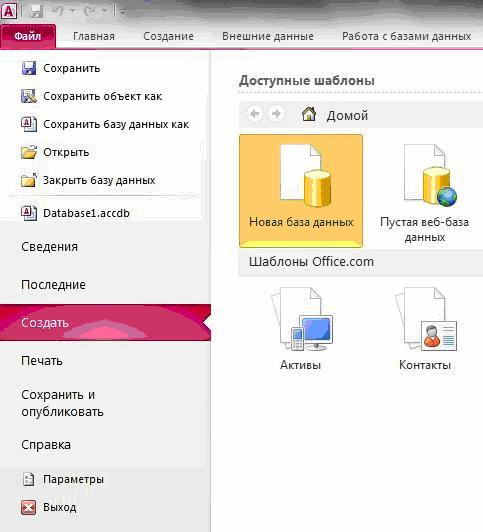 Файл Главная Создание Внешние данные Работа с базами данных
Сохранить
Сохранить объект как
Сохранить базу данных как
Открыть
Закрыть базу данных
Database1.accdb
Сведения
Последние
Создать
Печать
Сохранить и
опубликовать
Справка
Параметры
Выход
Доступные шаблоны
Домой
Новая база данных
Пустая веб-база
данных
Шаблоны Office.com
Активы
Контакты